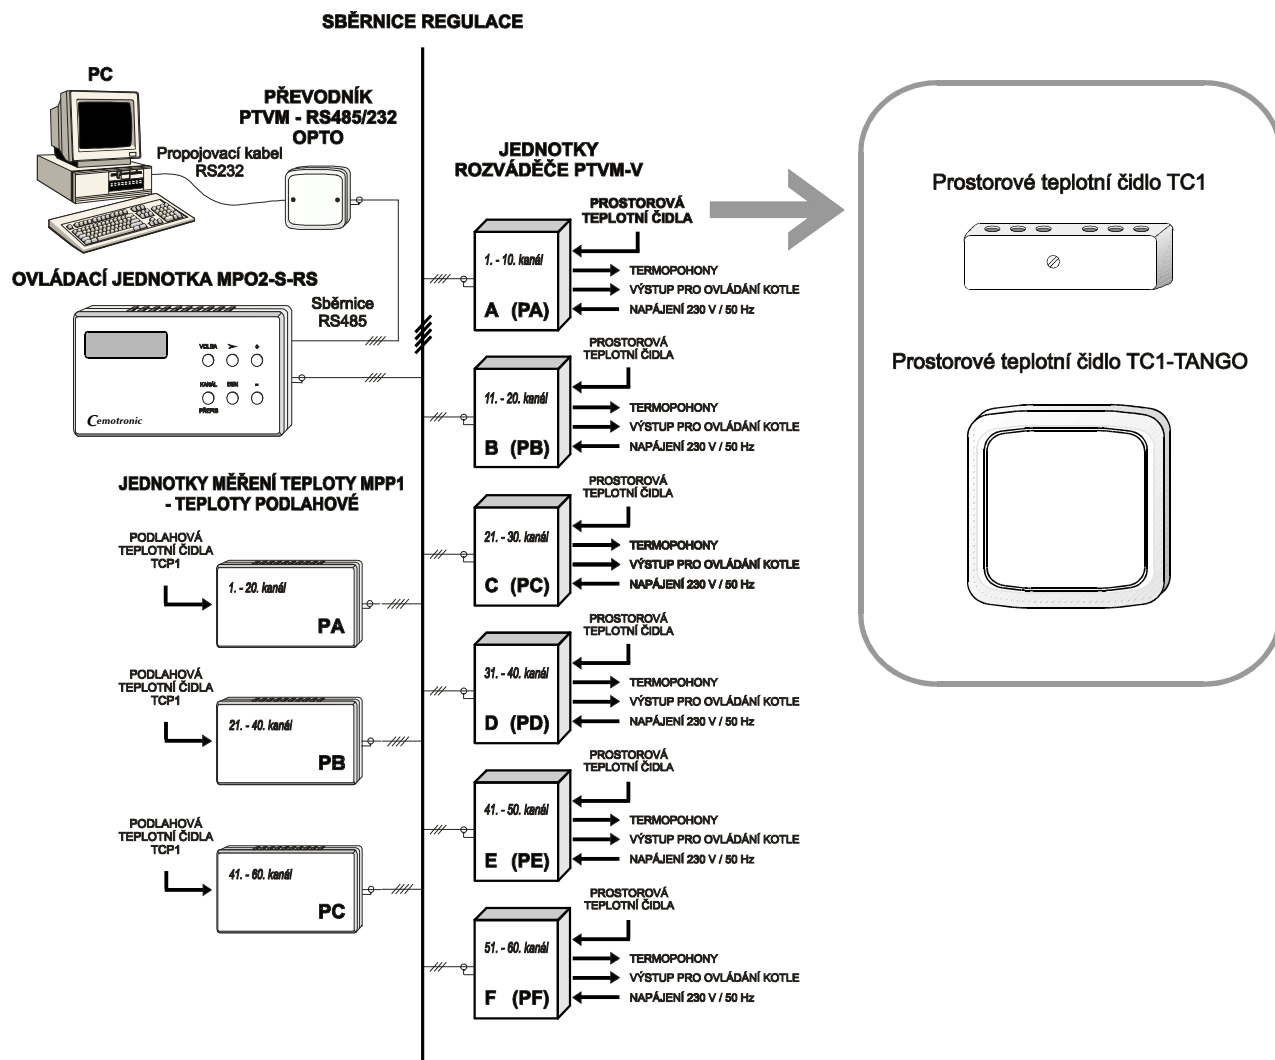 SBĚRNICE REGULACE
PC
PŘEVODNÍK
PTVM - RS485/232
OPTO
Propojovací kabel
RS232
OVLÁDACÍ JEDNOTKA MPO2-S-RS
Sběrnice
RS485
VOLBA > +
KANÁL DEN -
PŘEPIS
Cemotronic
JEDNOTKY MĚŘENÍ TEPLOTY MPP1
- TEPLOTY PODLAHOVÉ
PODLAHOVÁ
TEPLOTNÍ ČIDLA
TCP1
1. - 20. kanál
PA
PODLAHOVÁ
TEPLOTNÍ ČIDLA
TCP1
21. - 40. kanál
PB
PODLAHOVÁ
TEPLOTNÍ ČIDLA
TCP1
41. - 60. kanál
PC
JEDNOTKY
ROZVÁDĚČE PTVM-V
PROSTOROVÁ
TEPLOTNÍ ČIDLA
1. - 10. kanál
TERMOPOHONY
VÝSTUP PRO OVLÁDÁNÍ KOTLE
A (PA)
NAPÁJENÍ 230 V / 50 Hz
PROSTOROVÁ
TEPLOTNÍ ČIDLA
11. - 20. kanál
TERMOPOHONY
VÝSTUP PRO OVLÁDÁNÍ KOTLE
B (PB)
NAPÁJENÍ 230 V / 50 Hz
PROSTOROVÁ
TEPLOTNÍ ČIDLA
21. - 30. kanál
TERMOPOHONY
VÝSTUP PRO OVLÁDÁNÍ KOTLE
C (PC)
NAPÁJENÍ 230 V / 50 Hz
PROSTOROVÁ
TEPLOTNÍ ČIDLA
31. - 40. kanál
TERMOPOHONY
VÝSTUP PRO OVLÁDÁNÍ KOTLE
D (PD)
NAPÁJENÍ 230 V / 50 Hz
PROSTOROVÁ
TEPLOTNÍ ČIDLA
41. - 50. kanál
TERMOPOHONY
VÝSTUP PRO OVLÁDÁNÍ KOTLE
E (PE)
NAPÁJENÍ 230 V / 50 Hz
PROSTOROVÁ
TEPLOTNÍ ČIDLA
51. - 60. kanál
TERMOPOHONY
VÝSTUP PRO OVLÁDÁNÍ KOTLE
F (PF)
NAPÁJENÍ 230 V / 50 Hz
Prostorové teplotní čidlo TC1
Prostorové teplotní čidlo TC1-TANGO